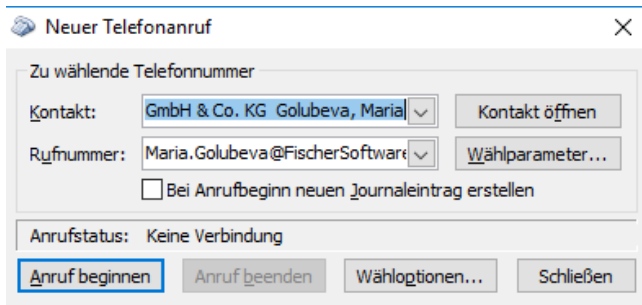 Neuer Telefonanruf
Zu wählende Telefonnummer
Kontakt: GmbH & Co. KG Golubeva, Maria Kontakt öffnen
Rufnummer: Maria.Golubeva@FischerSoftware Wählparameter...
Bei Anrufbeginn neuen Journaleintrag erstellen
Anrufstatus: Keine Verbindung
Anruf beginnen Anruf beenden Wähloptionen... Schließen